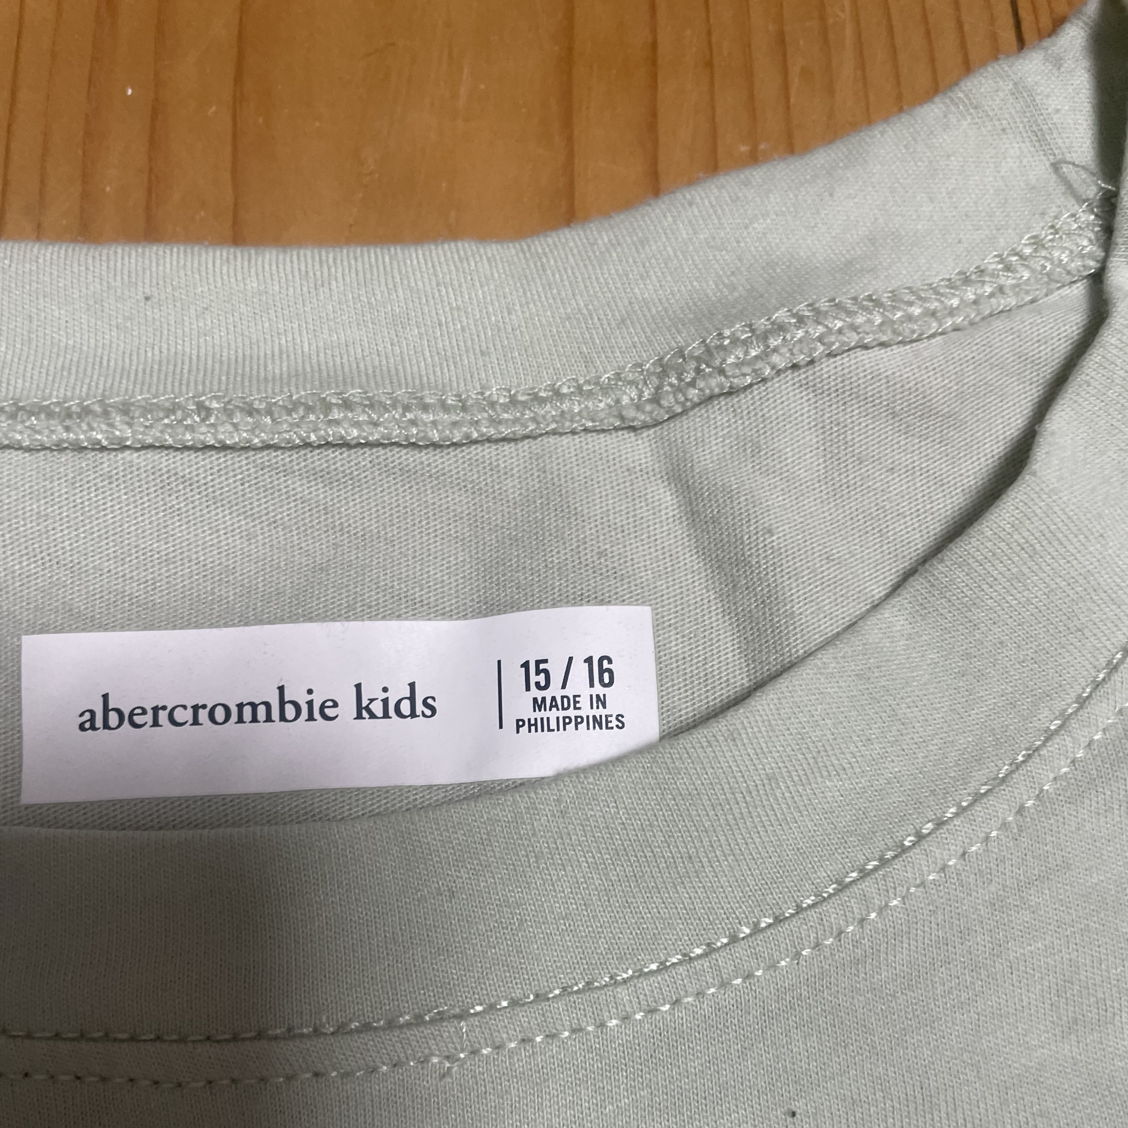 abercrombie kids
15 / 16
MADE IN
PHILIPPINES